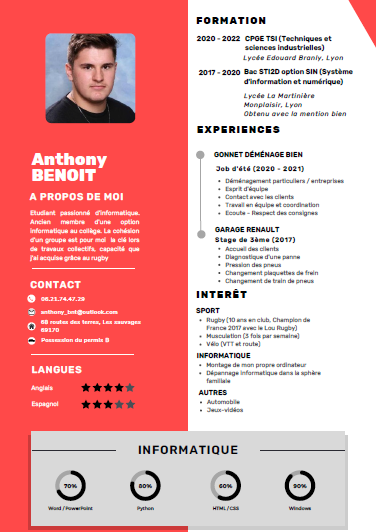 Anthony
BENOIT
A PROPOS DE MOI
Etudiant passionné d'informatique.
Ancien membre d'une option
informatique au collège. La cohésion
d'un groupe est pour moi la clé lors
de travaux collectifs, capacité que
j'ai acquise grâce au rugby
CONTACT
06.21.74.47.29
anthony_bnt@outlook.com
68 routes des terres, Les sauvages
69170
Possession du permis B
LANGUES
Anglais
Espagnol
FORMATION
2020 - 2022 CPGE TSI (Techniques et
sciences industrielles)
Lycée Edouard Branly, Lyon
2017 - 2020 Bac STI2D option SIN (Système
d'information et numérique)
Lycée La Martinière
Monplaisir, Lyon
Obtenu avec la mention bien
EXPERIENCES
GONNET DÉMÉNAGE BIEN
Job d'été (2020 - 2021)
Déménagement particuliers / entreprises
Esprit d'équipe
Contact avec les clients
Travail en équipe et coordination
Ecoute - Respect des consignes
GARAGE RENAULT
Stage de 3ème (2017)
Accueil des clients
Diagnostique d'une panne
Pression des pneus
Changement plaquettes de frein
Changement de train de pneus
INTERÊT
SPORT
Rugby (10 ans en club, Champion de
France 2017 avec le Lou Rugby)
Musculation (3 fois par semaine)
Vélo (VTT et route)
INFORMATIQUE
Montage de mon propre ordinateur
Dépannage informatique dans la sphère
familiale
AUTRES
Automobile
Jeux-vidéos
INFORMATIQUE
70% 80% 60% 90%
Word / PowerPoint Python HTML / CSS Windows